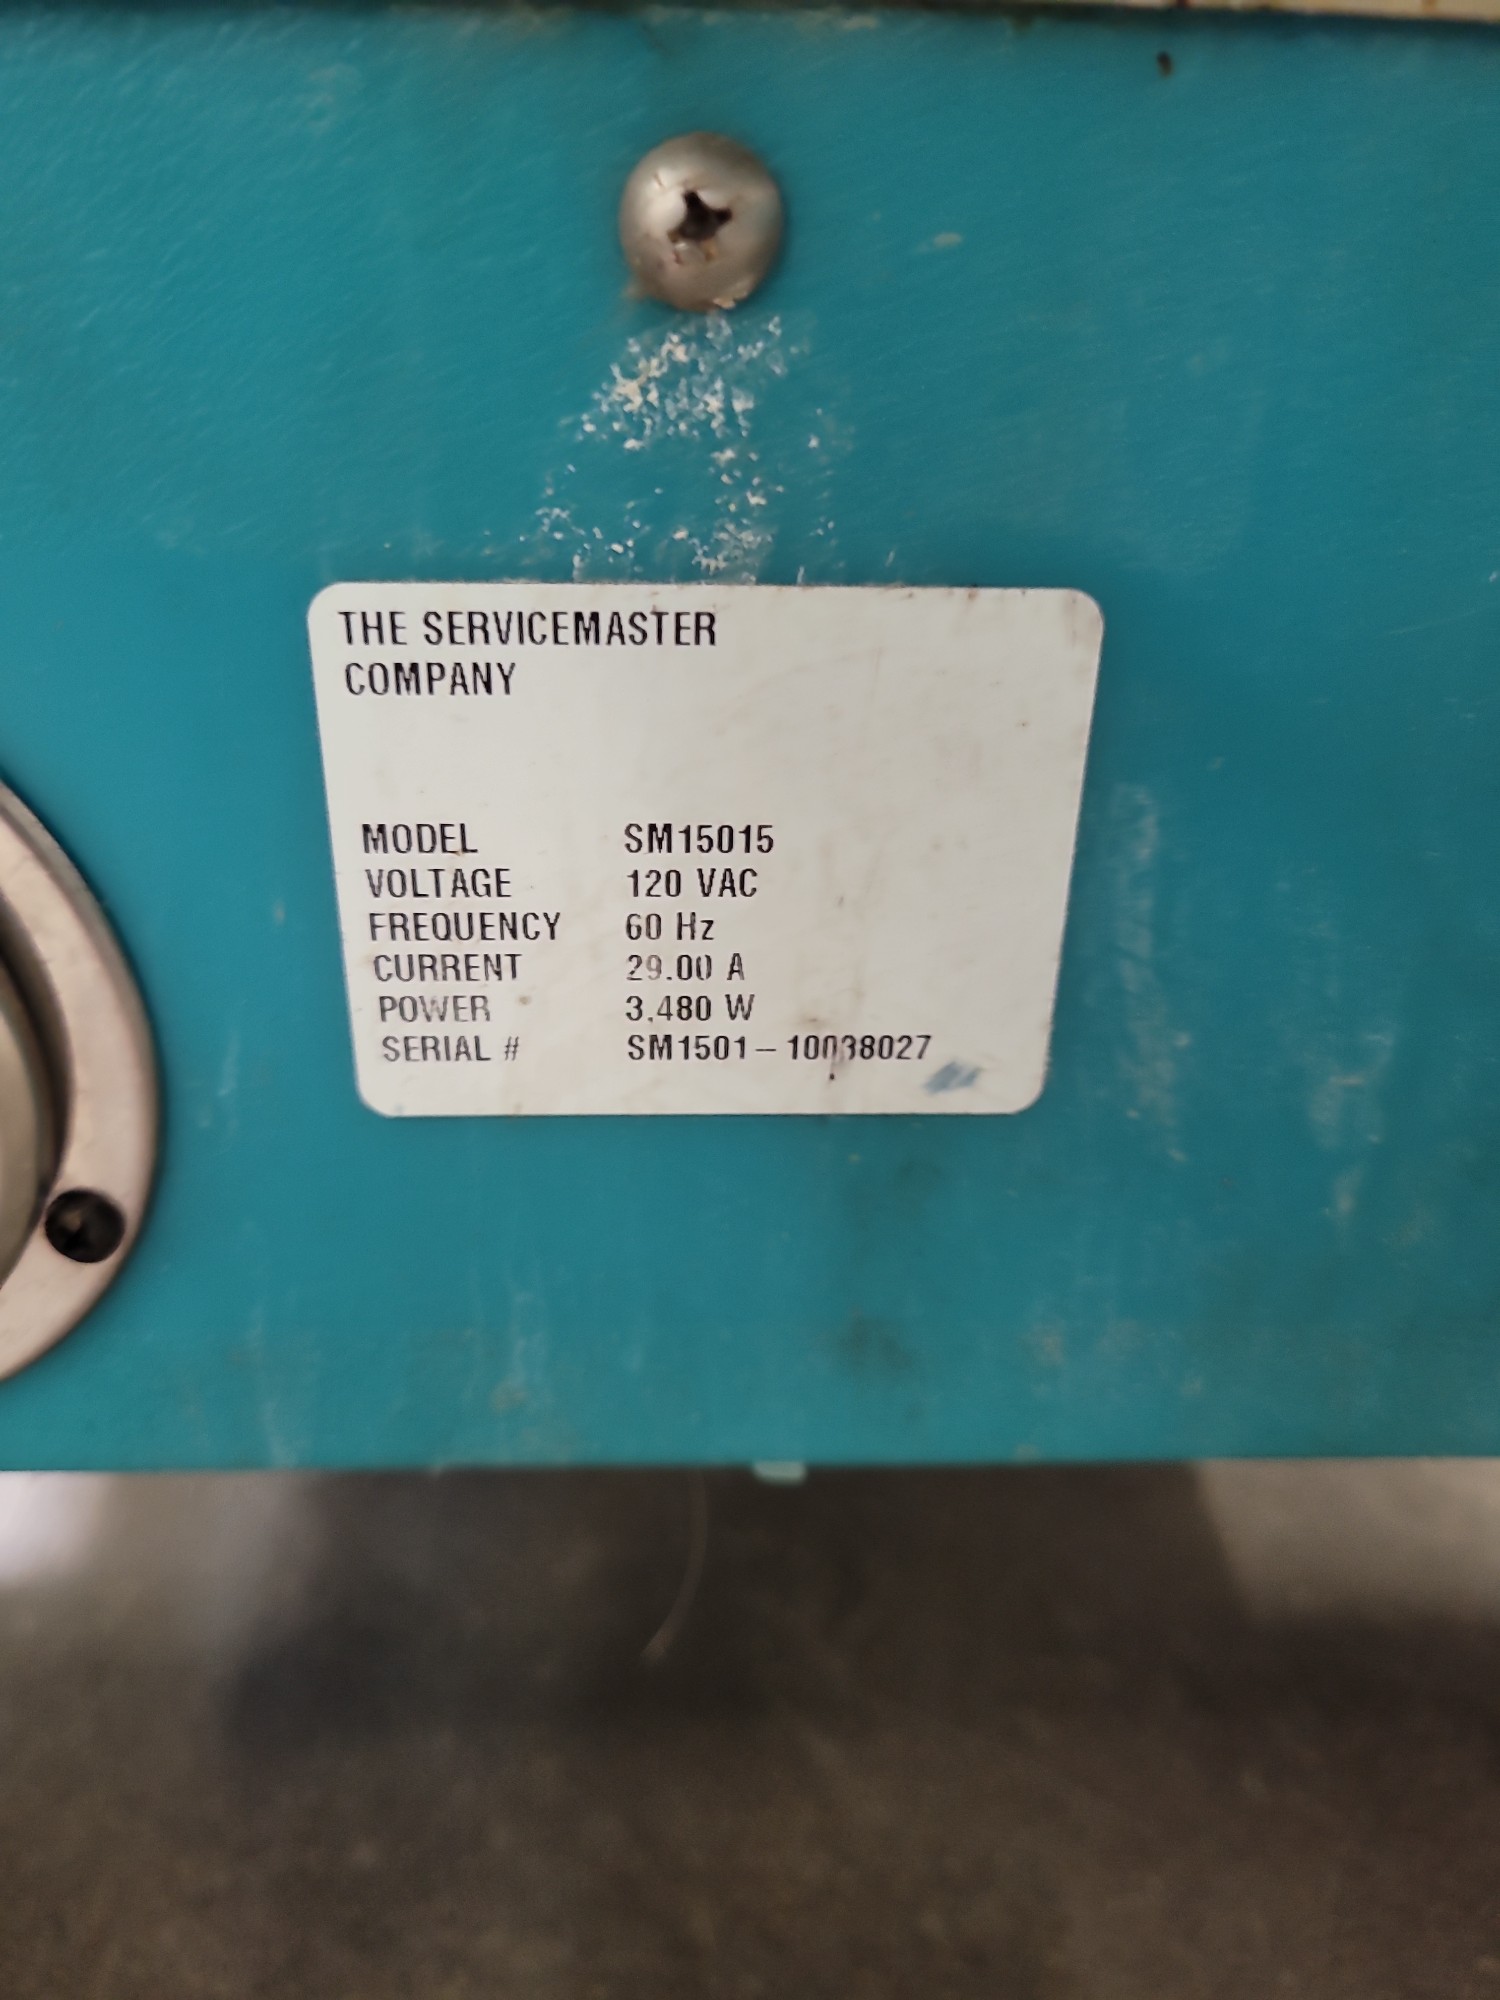 THE SERVICEMASTER
COMPANY
MODEL SM15015
VOLTAGE 120 VAC
FREQUENCY 60 Hz
CURRENT 29.00 A
POWER 3,480 W
SERIAL # SM1501-10038027